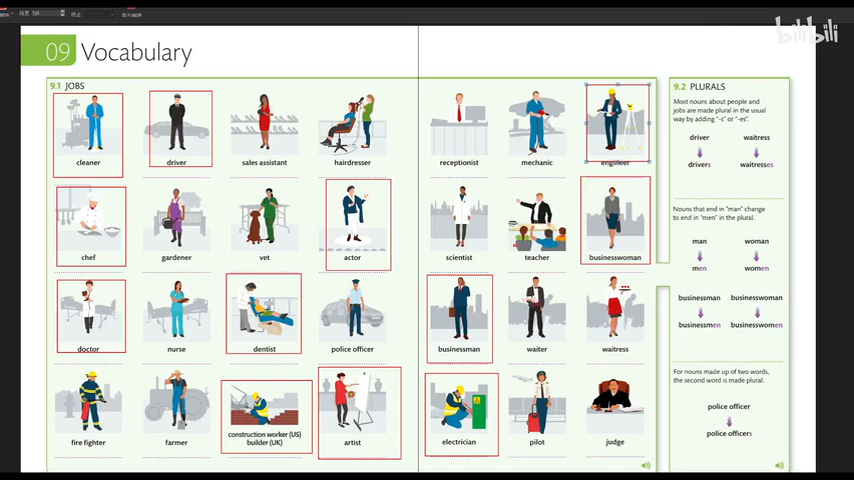 bilibili
09 Vocabulary
9.1 JOBS
cleaner
driver
sales assistant
hairdresser
receptionist
mechanic
engineer
chef
gardener
vet
actor
scientist
teacher
businesswoman
doctor
nurse
dentist
police officer
businessman
waiter
waitress
fire fighter
farmer
construction worker (US)
builder (UK)
artist
electrician
pilot
judge
9.2 PLURALS
Most nouns about people and
jobs are made plural in the usual
way by adding "-s" or "-es".
driver waitress
drivers waitresses
Nouns that end in "man" change
to end in "men" in the plural.
man woman
men women
businessman businesswoman
businessmen businesswomen
For nouns made up of two words,
the second word is made plural.
police officer
police officers